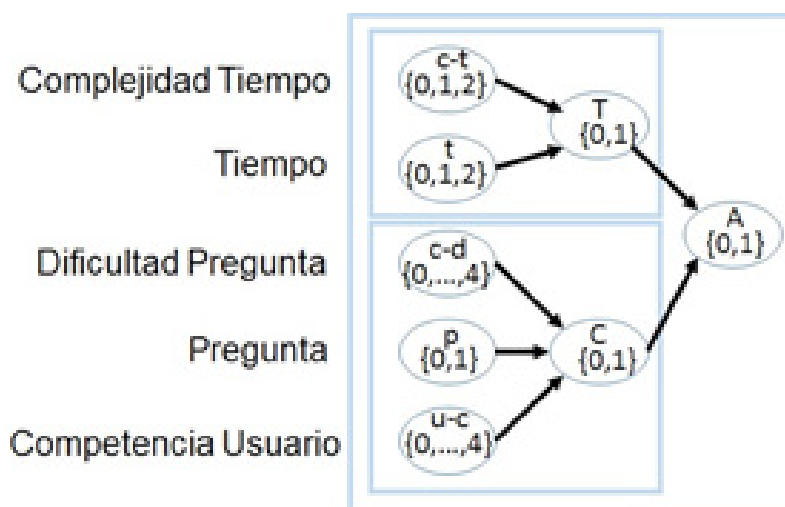 Complejidad Tiempo
c-t
{0,1,2}
T
{0,1}
Tiempo
t
{0,1,2}
A
{0,1}
Dificultad Pregunta
c-d
{0,...,4}
Pregunta
p
{0,1}
C
{0,1}
Competencia Usuario
u-c
{0,...,4}